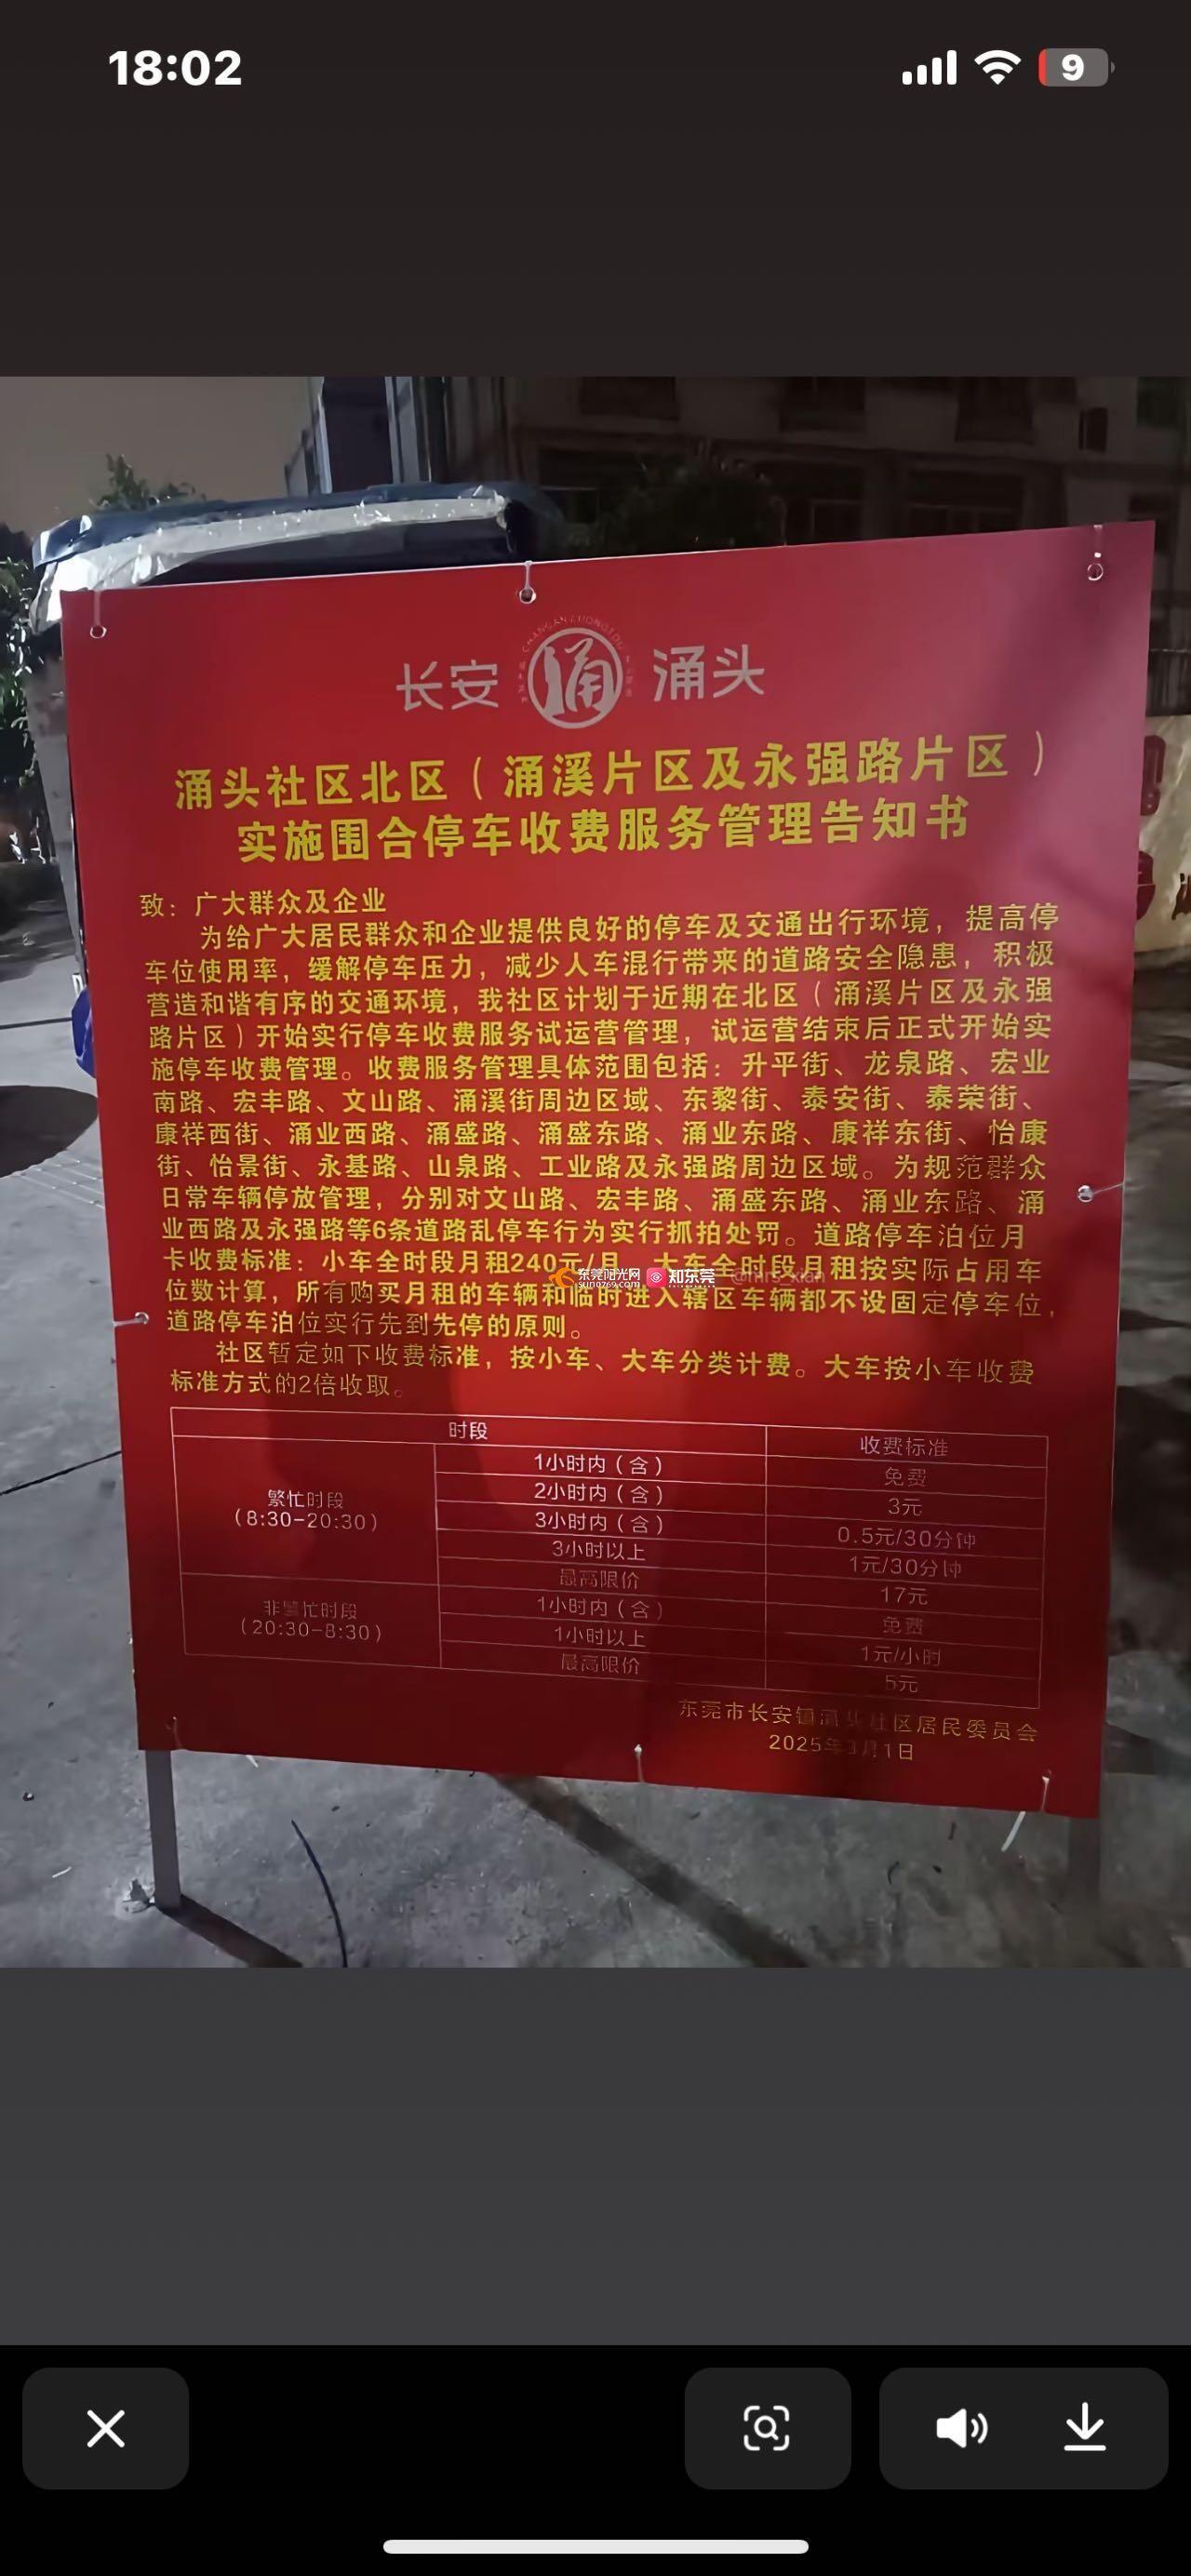 18:02
9
长安 涌 涌头
涌头社区北区（涌溪片区及永强路片区）
实施围合停车收费服务管理告知书
致：广大群众及企业
为给广大居民群众和企业提供良好的停车及交通出行环境，提高停
车位使用率，缓解停车压力，减少人车混行带来的道路安全隐患，积极
营造和谐有序的交通环境，我社区计划于近期在北区（涌溪片区及永强
路片区）开始实行停车收费服务试运营管理，试运营结束后正式开始实
施停车收费管理。收费服务管理具体范围包括：升平街、龙泉路、宏业
南路、宏丰路、文山路、涌溪街周边区域、东黎街、泰安街、泰荣街、
康祥西街、涌业西路、涌盛路、涌盛东路、涌业东路、康祥东街、怡康
街、怡景街、永基路、山泉路、工业路及永强路周边区域。为规范群众
日常车辆停放管理，分别对文山路、宏丰路、涌盛东路、涌业东路、涌
业西路及永强路等6条道路乱停车行为实行抓拍处罚。道路停车泊位月
卡收费标准：小车全时段月租240元/月，大车全时段月租按实际占用车
位数计算，所有购买月租的车辆和临时进入辖区车辆都不设固定停车位，
道路停车泊位实行先到先停的原则。
社区暂定如下收费标准，按小车、大车分类计费。大车按小车收费
标准方式的2倍收取。
时段 收费标准
繁忙时段
（8:30-20:30）
1小时内（含） 免费
2小时内（含） 3元
3小时内（含） 0.5元/30分钟
3小时以上 1元/30分钟
最高限价 17元
非繁忙时段
（20:30-8:30）
1小时内（含） 免费
1小时以上 1元/小时
最高限价 5元
东莞市长安镇涌头社区居民委员会
2025年3月1日
东莞阳光网 知东莞 @mrs_xian
sun0769.com